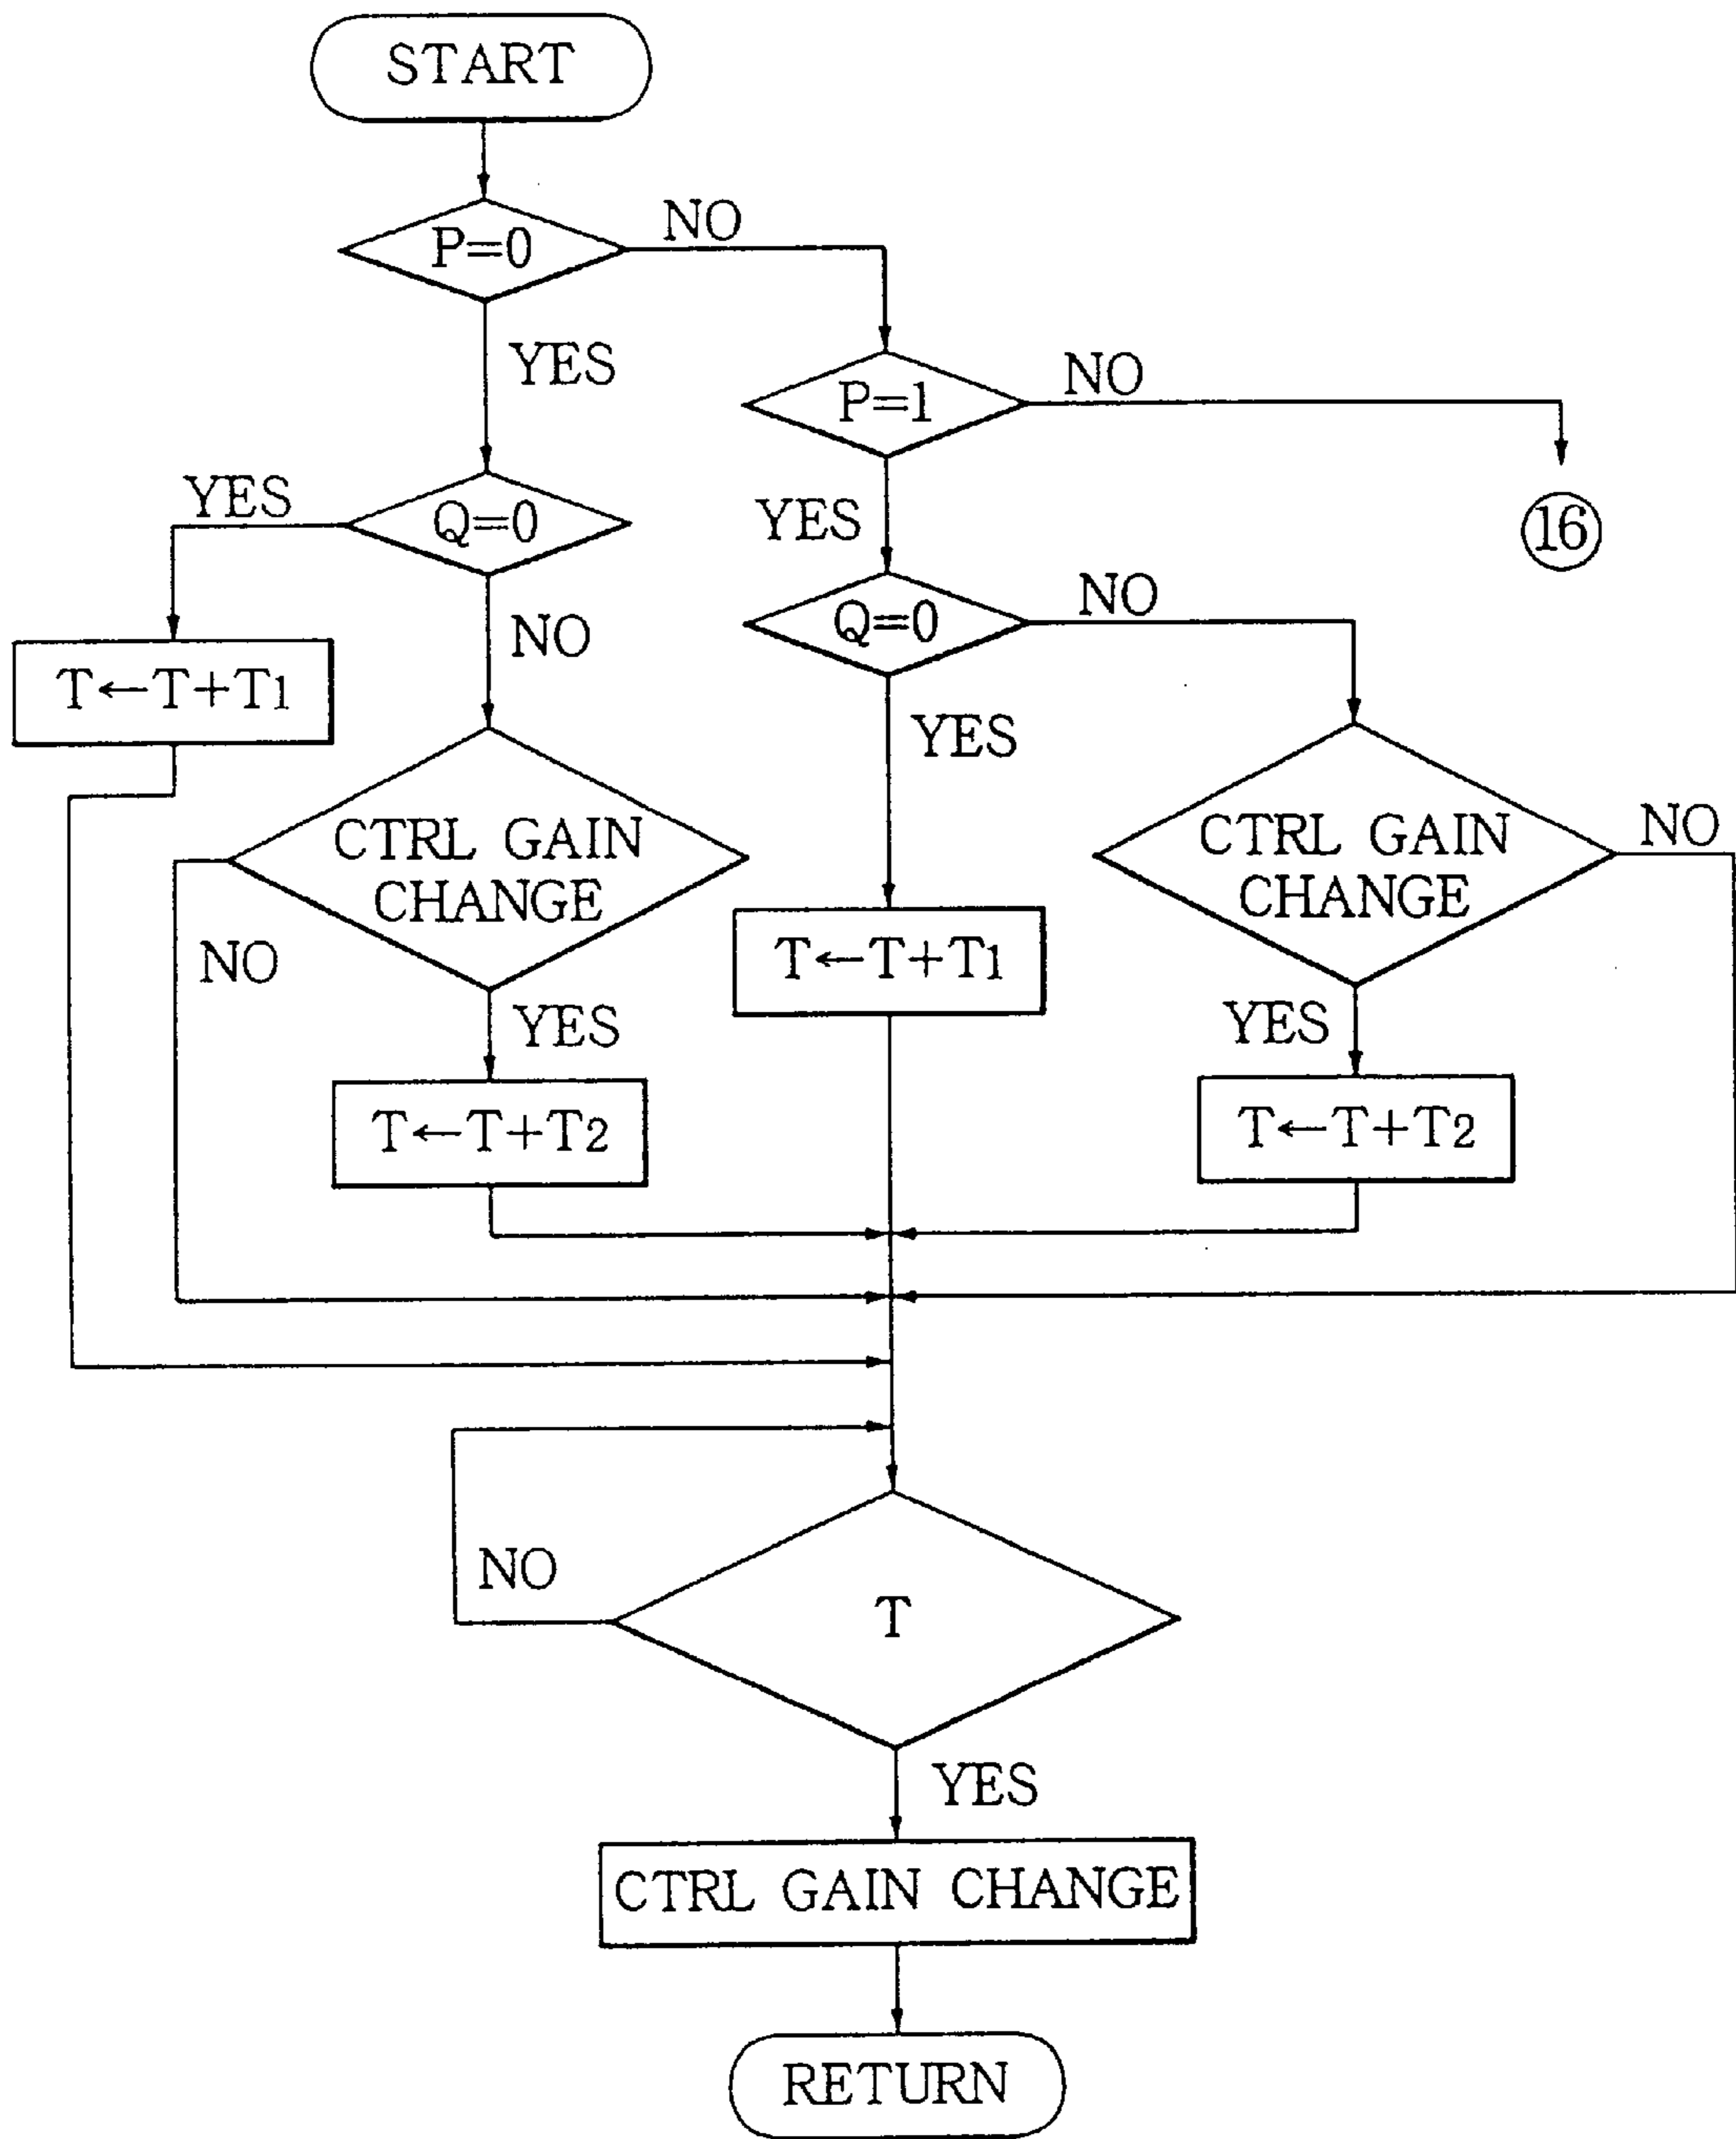 START
P=0
NO
YES
P=1
NO
YES
Q=0
YES
16
NO
Q=0
NO
T←T+T1
YES
CTRL GAIN
CHANGE
CTRL GAIN
CHANGE
NO
NO
T←T+T1
YES
YES
T←T+T2
T←T+T2
NO
T
YES
CTRL GAIN CHANGE
RETURN